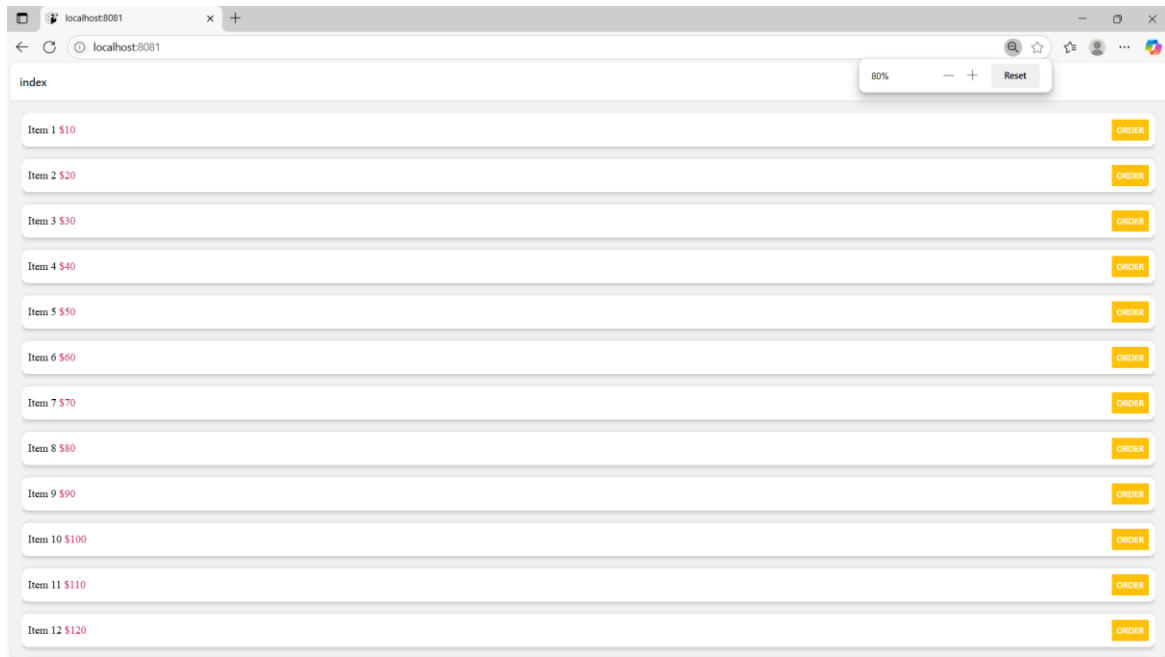 localhost:8081
localhost:8081
index
80%
Reset
Item 1 $10 ORDER
Item 2 $20 ORDER
Item 3 $30 ORDER
Item 4 $40 ORDER
Item 5 $50 ORDER
Item 6 $60 ORDER
Item 7 $70 ORDER
Item 8 $80 ORDER
Item 9 $90 ORDER
Item 10 $100 ORDER
Item 11 $110 ORDER
Item 12 $120 ORDER